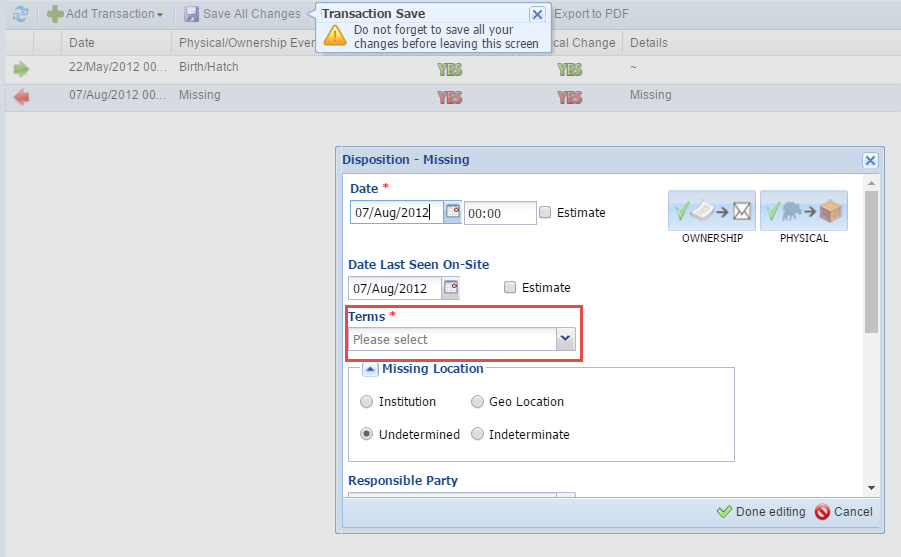 Add Transaction
Save All Changes
Transaction Save
Do not forget to save all your
changes before leaving this screen
Export to PDF
Date
Physical/Ownership Ever
cal Change
Details
22/May/2012 00...
Birth/Hatch
YES
YES
~
07/Aug/2012 00...
Missing
YES
YES
Missing
Disposition - Missing
Date *
07/Aug/2012
00:00
Estimate
OWNERSHIP
PHYSICAL
Date Last Seen On-Site
07/Aug/2012
Estimate
Terms *
Please select
Missing Location
Institution
Geo Location
Undetermined
Indeterminate
Responsible Party
Done editing
Cancel